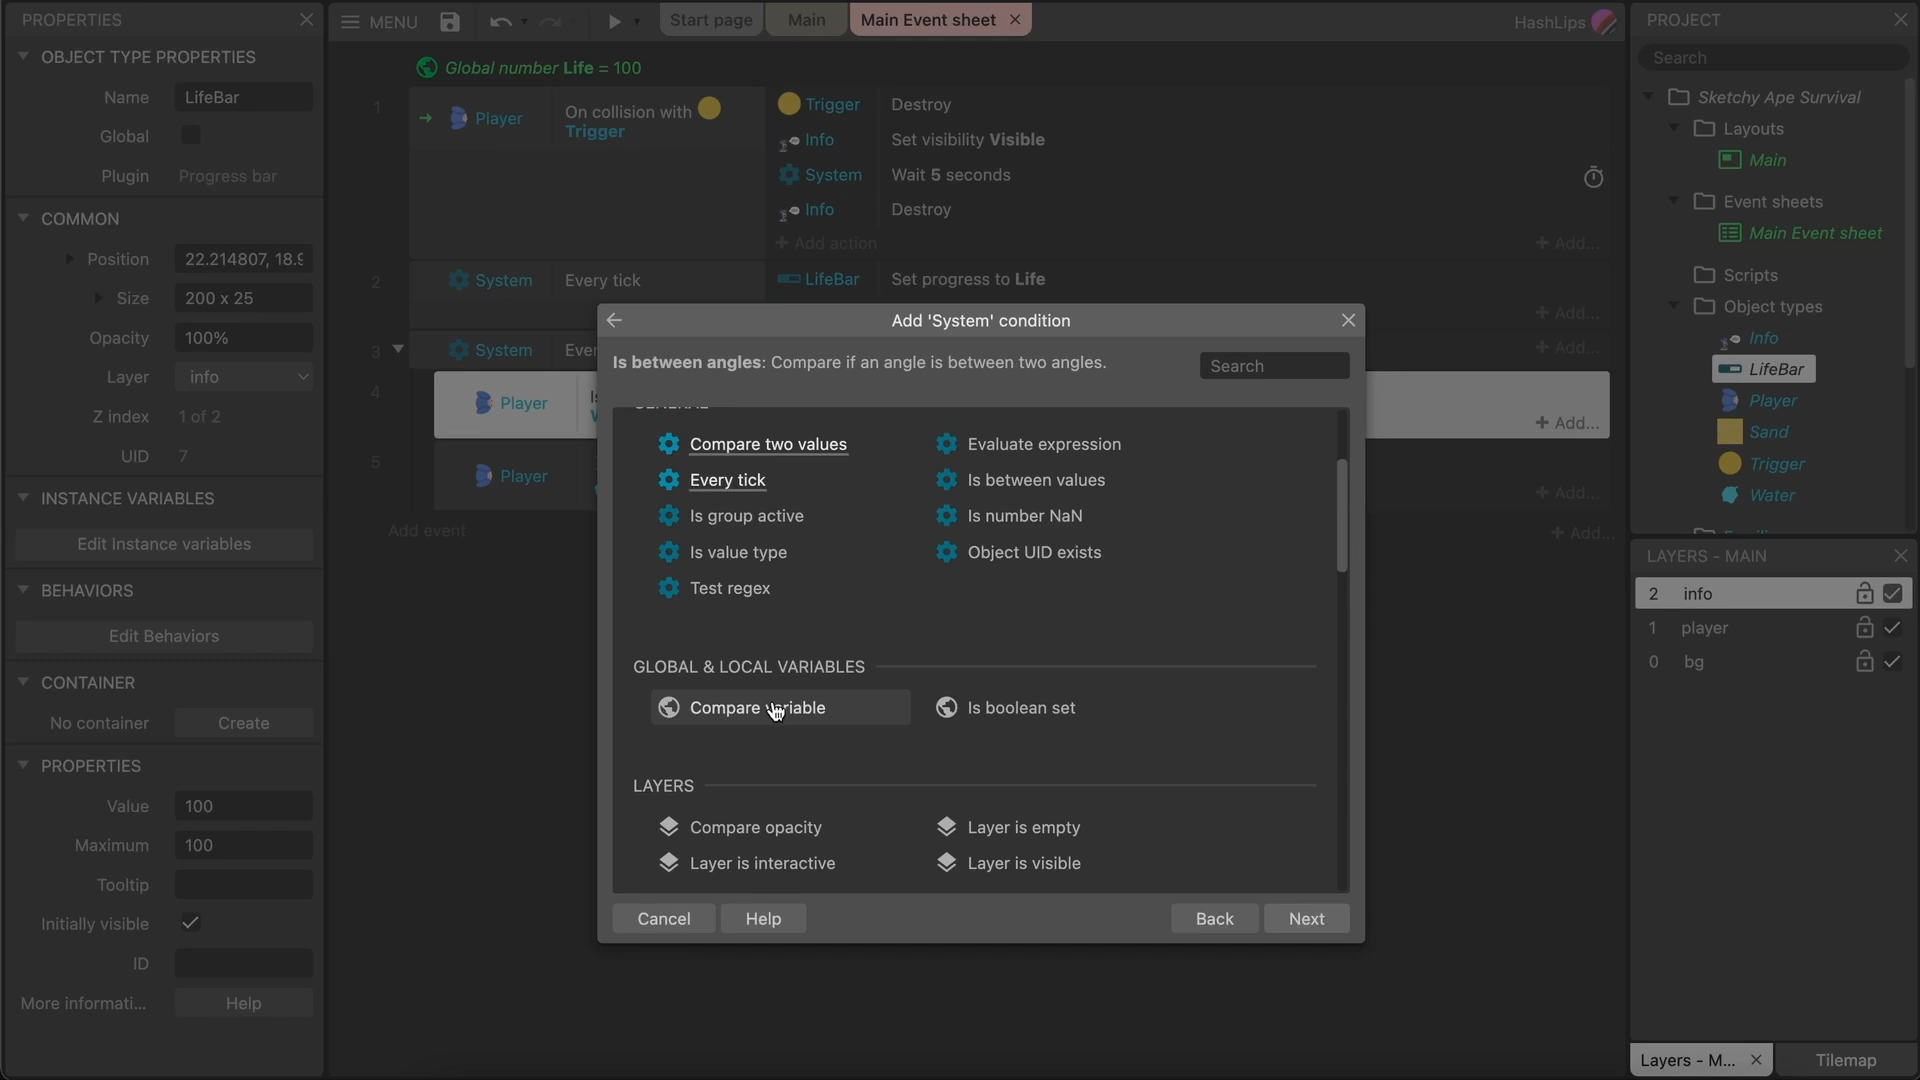 PROPERTIES
OBJECT TYPE PROPERTIES
Name LifeBar
Global
Plugin Progress bar
COMMON
Position 22.214807, 18.9
Size 200 x 25
Opacity 100%
Layer info
Z index 1 of 2
UID 7
INSTANCE VARIABLES
Edit Instance variables
BEHAVIORS
Edit Behaviors
CONTAINER
No container Create
PROPERTIES
Value 100
Maximum 100
Tooltip
Initially visible
ID
More informati... Help
MENU
Start page
Main
Main Event sheet
HashLips
Global number Life = 100
1
Player
On collision with
Trigger
Trigger Destroy
Info Set visibility Visible
System Wait 5 seconds
Info Destroy
+ Add action
+ Add...
2 System Every tick
LifeBar Set progress to Life
+ Add...
3 System
+ Add...
4 Player
+ Add...
5 Player
+ Add...
Add event
+ Add...
Add 'System' condition
Is between angles: Compare if an angle is between two angles.
Search
GENERAL
Compare two values
Evaluate expression
Every tick
Is between values
Is group active
Is number NaN
Is value type
Object UID exists
Test regex
GLOBAL & LOCAL VARIABLES
Compare variable
Is boolean set
LAYERS
Compare opacity
Layer is empty
Layer is interactive
Layer is visible
Cancel
Help
Back
Next
PROJECT
Search
Sketchy Ape Survival
Layouts
Main
Event sheets
Main Event sheet
Scripts
Object types
Info
LifeBar
Player
Sand
Trigger
Water
LAYERS - MAIN
2 info
1 player
0 bg
Layers - M...
Tilemap